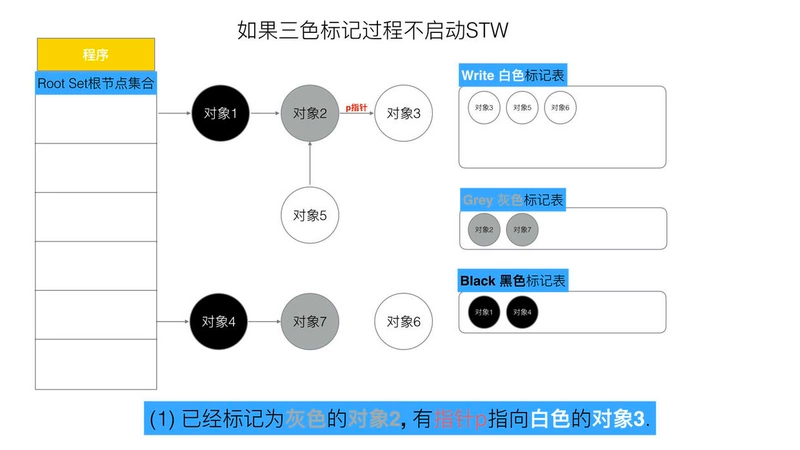 如果三色标记过程不启动STW
程序
Root Set根节点集合
对象1
对象2
p指针
对象3
对象5
对象4
对象7
对象6
Write 白色标记表
对象3 对象5 对象6
Grey 灰色标记表
对象2 对象7
Black 黑色标记表
对象1 对象4
(1) 已经标记为灰色的对象2, 有指针p指向白色的对象3.